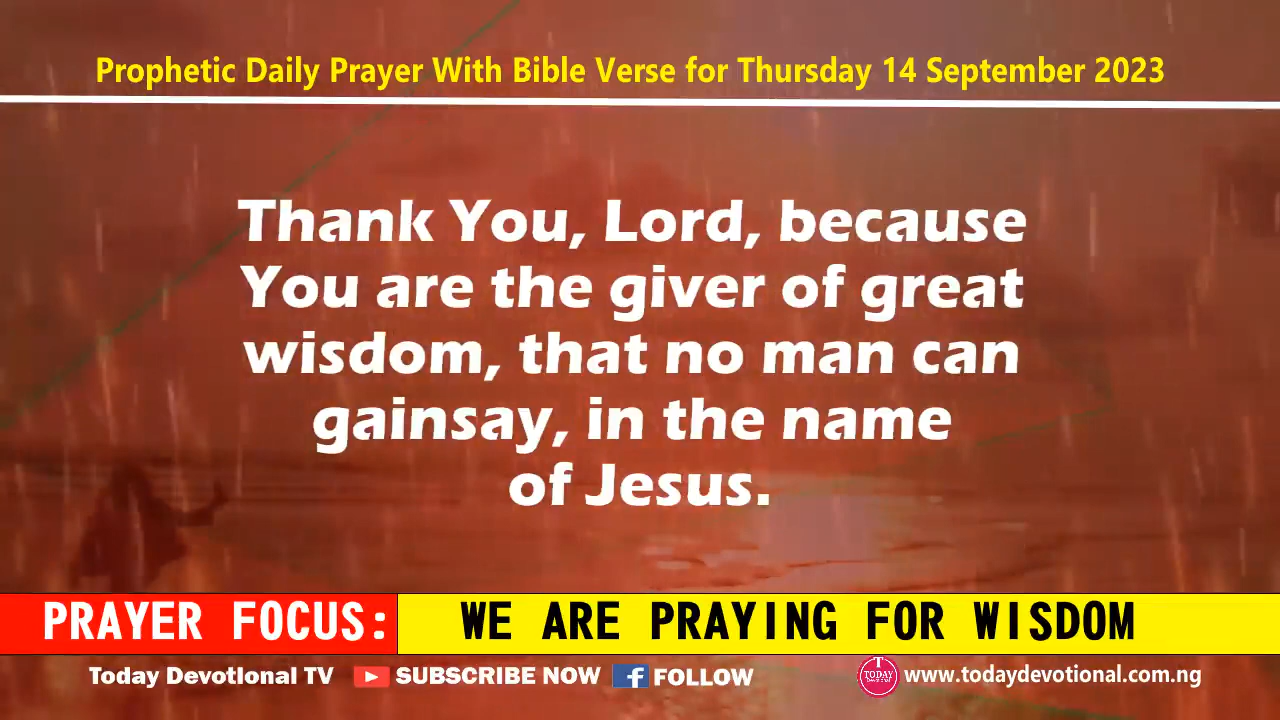 Prophetic Daily Prayer With Bible Verse for Thursday 14 September 2023
Thank You, Lord, because
You are the giver of great
wisdom, that no man can
gainsay, in the name
of Jesus.
PRAYER FOCUS: WE ARE PRAYING FOR WISDOM
Today Devotional TV SUBSCRIBE NOW f FOLLOW T TODAY Devotional www.todaydevotional.com.ng